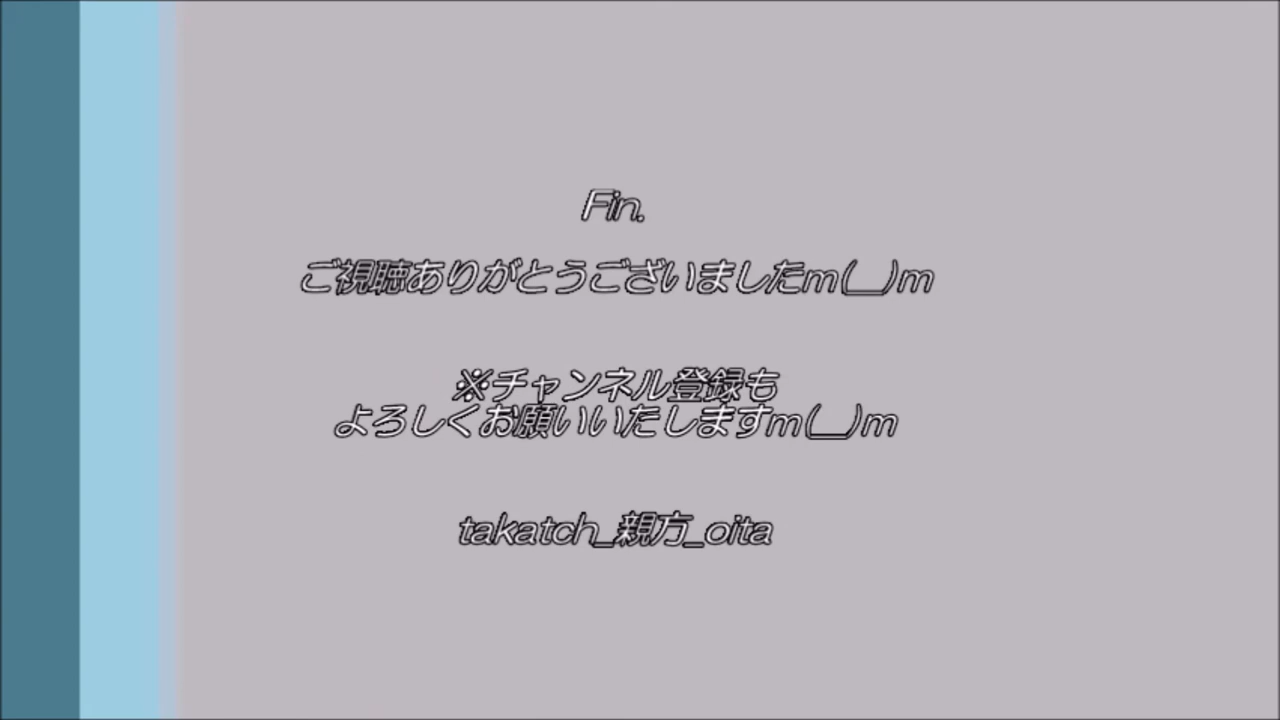 Fin.
ご視聴ありがとうございましたm(__)m
※チャンネル登録も
よろしくお願いいたしますm(__)m
takatch_親方_oita